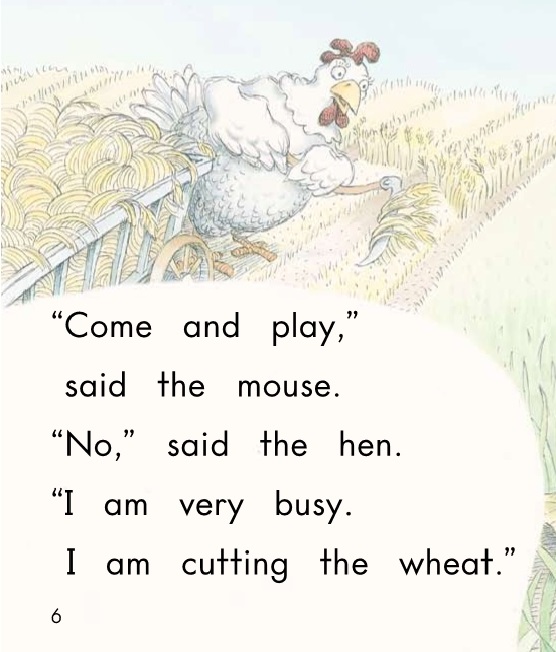 “Come and play,”
said the mouse.
“No,” said the hen.
“I am very busy.
I am cutting the wheat.”
6